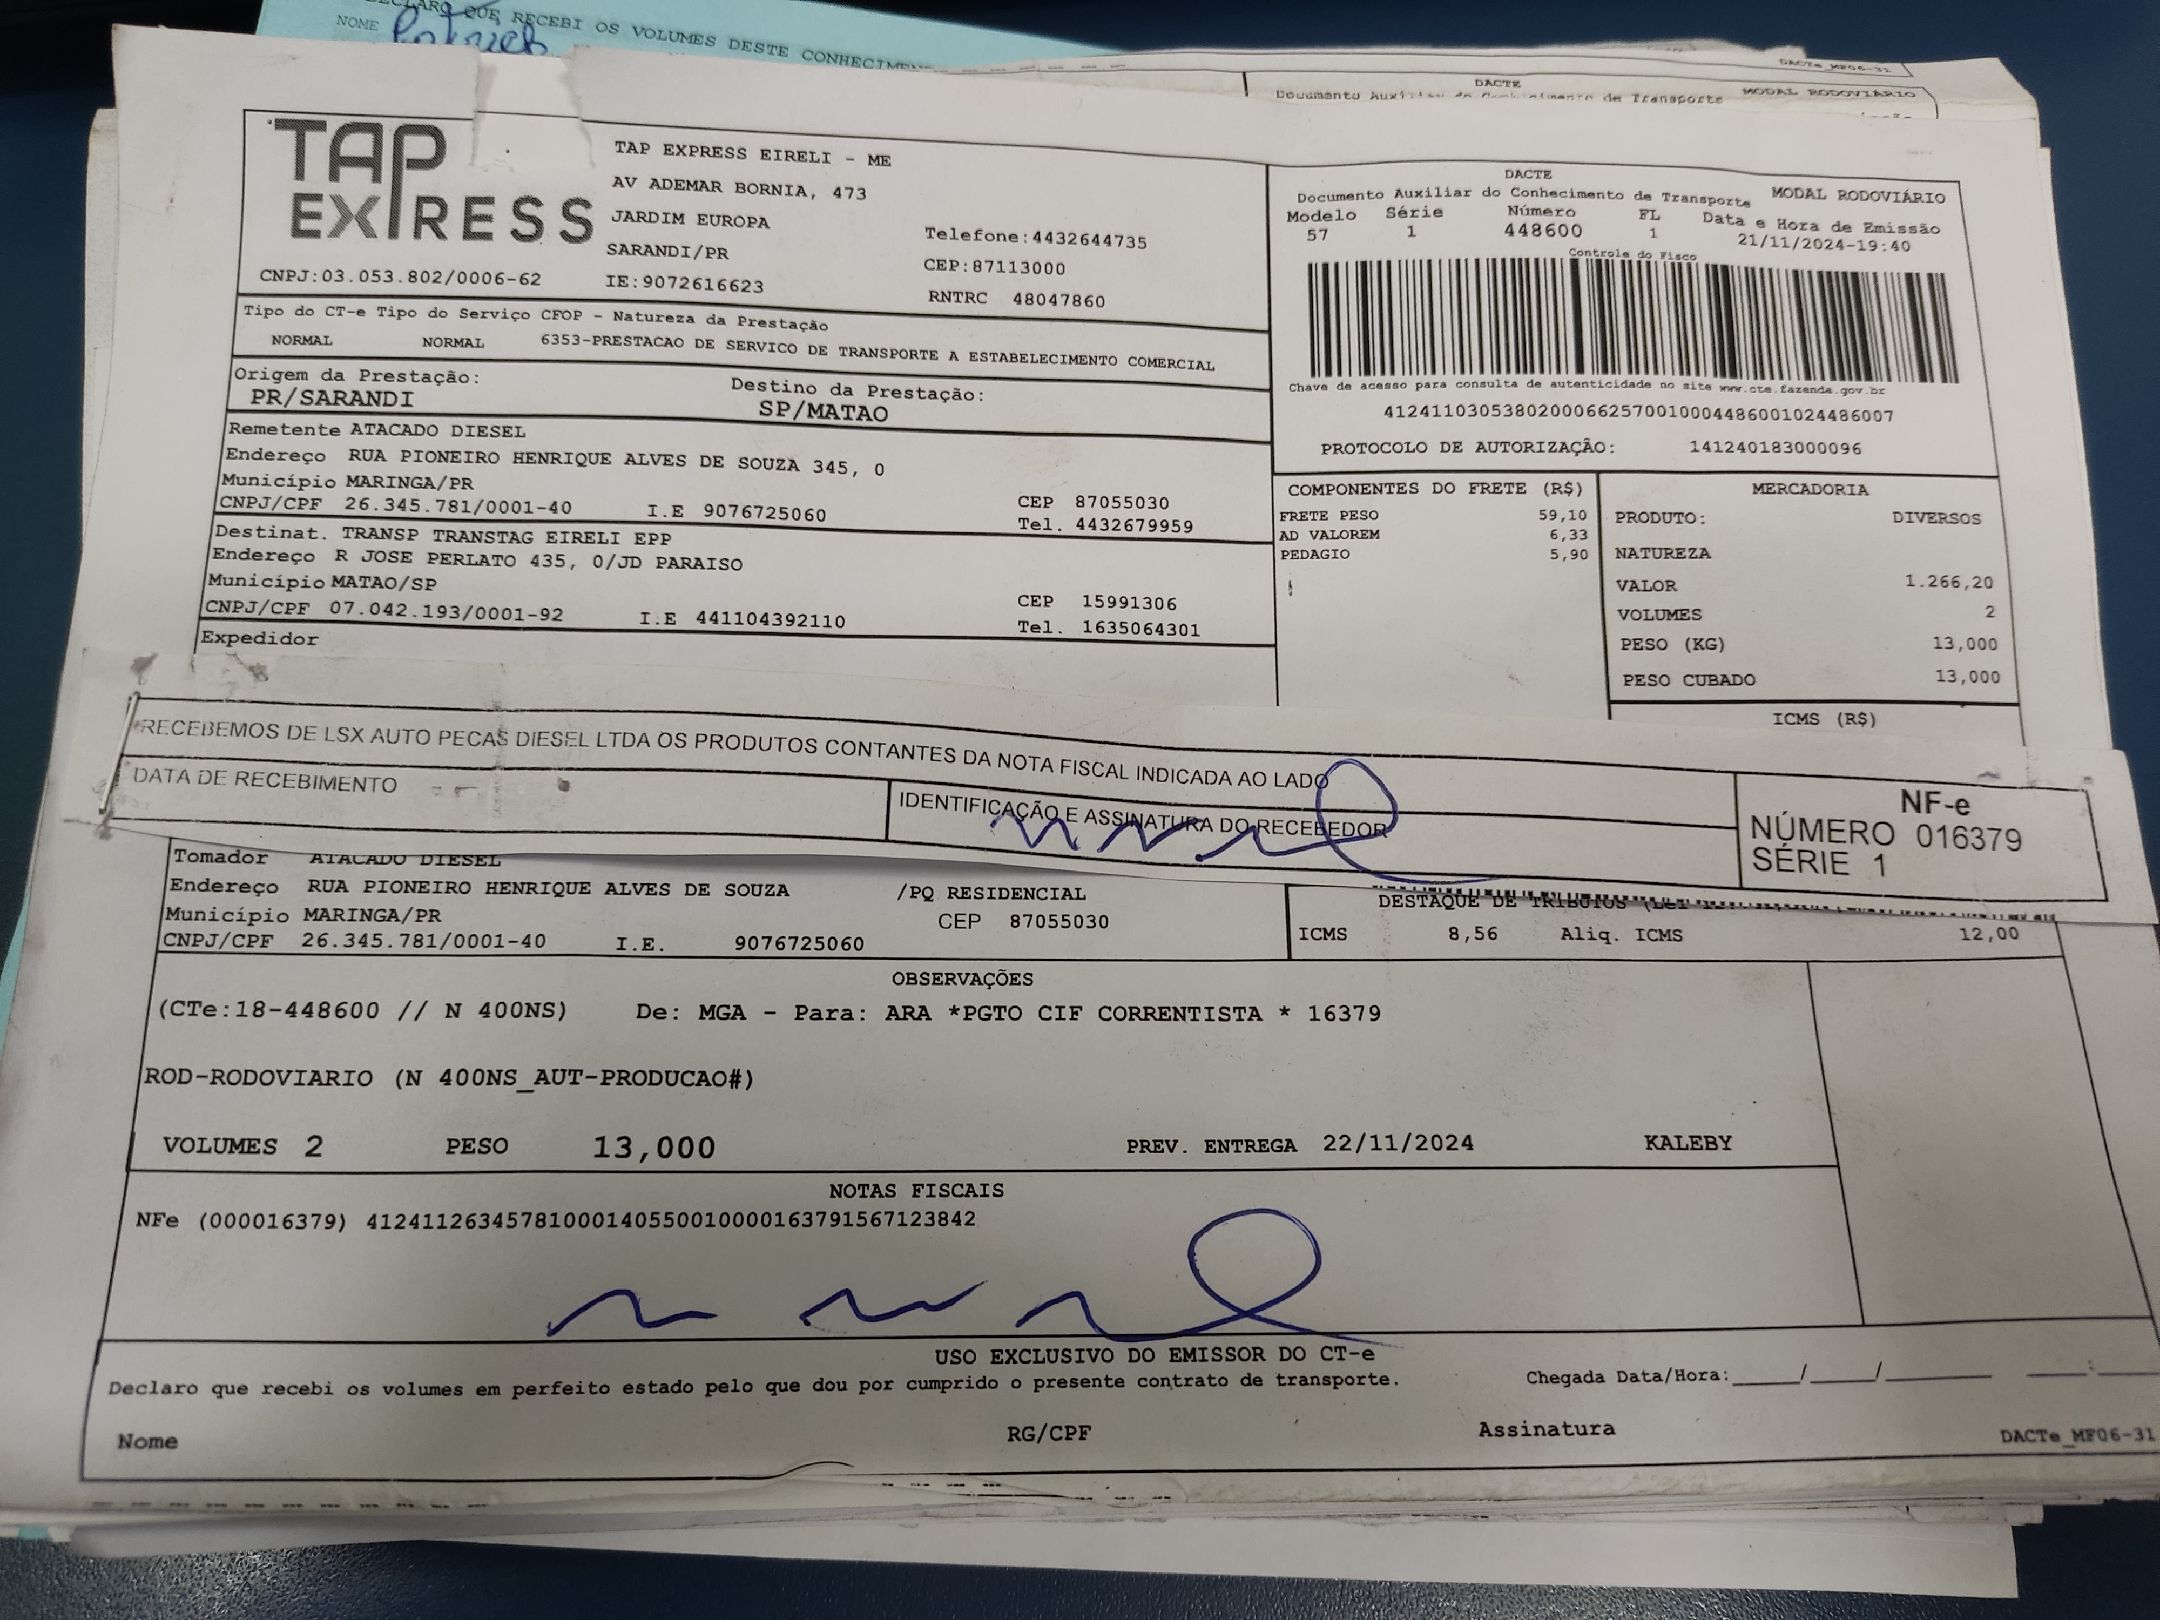 DECLARO QUE RECEBI OS VOLUMES DESTE CONHECIMEN
NOME
DACTe_MF06-31
DACTE
Documento Auxiliar do Conhecimento de Transporte MODAL RODOVIÁRIO
TAP EXPRESS
TAP EXPRESS EIRELI - ME
AV ADEMAR BORNIA, 473
JARDIM EUROPA
SARANDI/PR
Telefone:4432644735
CEP:87113000
CNPJ:03.053.802/0006-62
IE:9072616623
RNTRC 48047860
DACTE
Documento Auxiliar do Conhecimento de Transporte MODAL RODOVIÁRIO
Modelo Série Número FL Data e Hora de Emissão
57 1 448600 1 21/11/2024-19:40
Controle do Fisco
Chave de acesso para consulta de autenticidade no site www.cte.fazenda.gov.br
41241103053802000662570010004486001024486007
PROTOCOLO DE AUTORIZAÇÃO: 141240183000096
Tipo do CT-e Tipo do Serviço CFOP - Natureza da Prestação
NORMAL NORMAL 6353-PRESTACAO DE SERVICO DE TRANSPORTE A ESTABELECIMENTO COMERCIAL
Origem da Prestação: Destino da Prestação:
PR/SARANDI SP/MATAO
Remetente ATACADO DIESEL
Endereço RUA PIONEIRO HENRIQUE ALVES DE SOUZA 345, 0
Município MARINGA/PR CEP 87055030
CNPJ/CPF 26.345.781/0001-40 I.E 9076725060 Tel. 4432679959
Destinat. TRANSP TRANSTAG EIRELI EPP
Endereço R JOSE PERLATO 435, 0/JD PARAISO
Município MATAO/SP CEP 15991306
CNPJ/CPF 07.042.193/0001-92 I.E 441104392110 Tel. 1635064301
Expedidor
COMPONENTES DO FRETE (R$)
FRETE PESO 59,10
AD VALOREM 6,33
PEDAGIO 5,90
MERCADORIA
PRODUTO: DIVERSOS
NATUREZA
VALOR 1.266,20
VOLUMES 2
PESO (KG) 13,000
PESO CUBADO 13,000
ICMS (R$)
RECEBEMOS DE LSX AUTO PECAS DIESEL LTDA OS PRODUTOS CONTANTES DA NOTA FISCAL INDICADA AO LADO
DATA DE RECEBIMENTO
IDENTIFICAÇÃO E ASSINATURA DO RECEBEDOR
NF-e
NÚMERO 016379
SÉRIE 1
Tomador ATACADO DIESEL
Endereço RUA PIONEIRO HENRIQUE ALVES DE SOUZA /PQ RESIDENCIAL
Município MARINGA/PR CEP 87055030
CNPJ/CPF 26.345.781/0001-40 I.E. 9076725060
DESTAQUE DE TRIBUTOS
ICMS 8,56 Aliq. ICMS 12,00
OBSERVAÇÕES
(CTe:18-448600 // N 400NS) De: MGA - Para: ARA *PGTO CIF CORRENTISTA * 16379
ROD-RODOVIARIO (N 400NS_AUT-PRODUCAO#)
VOLUMES 2 PESO 13,000 PREV. ENTREGA 22/11/2024 KALEBY
NOTAS FISCAIS
NFe (000016379) 41241126345781000140550010000163791567123842
USO EXCLUSIVO DO EMISSOR DO CT-e
Declaro que recebi os volumes em perfeito estado pelo que dou por cumprido o presente contrato de transporte. Chegada Data/Hora:_____/_____/________ _____:_____
Nome RG/CPF Assinatura DACTe_MF06-31